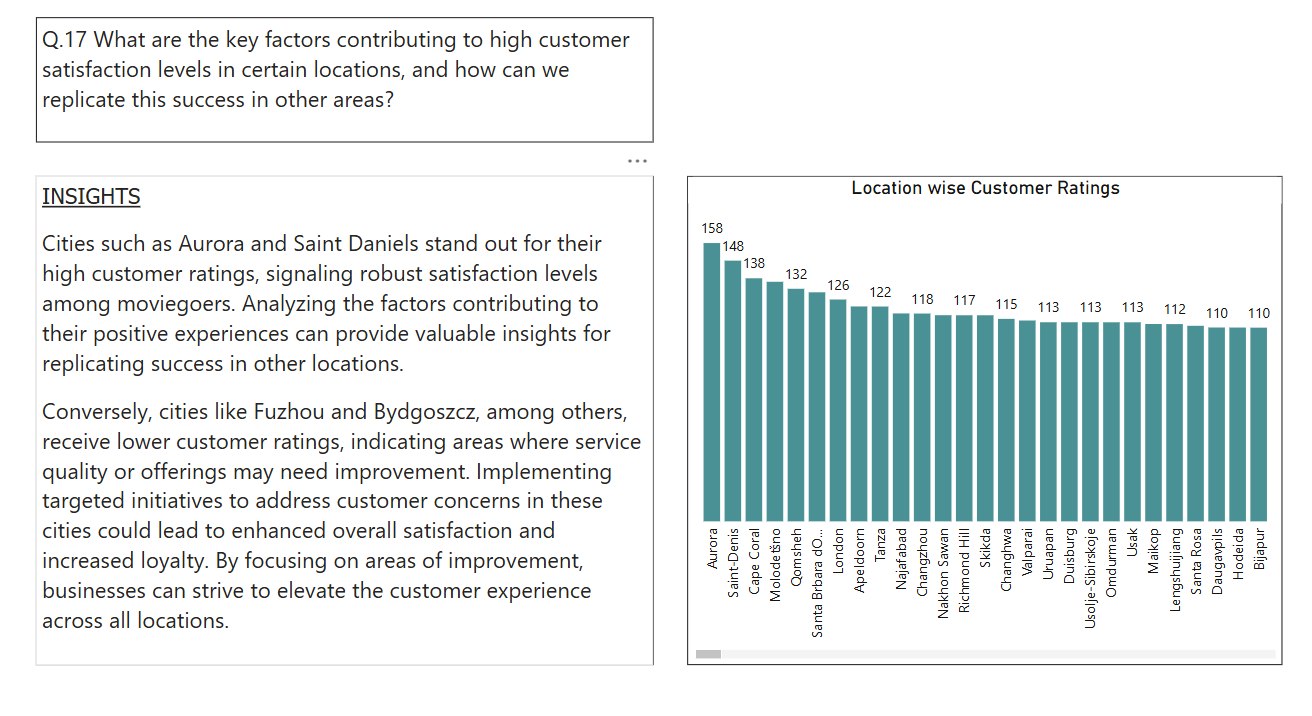 Q.17 What are the key factors contributing to high customer
satisfaction levels in certain locations, and how can we
replicate this success in other areas?
INSIGHTS
Cities such as Aurora and Saint Daniels stand out for their
high customer ratings, signaling robust satisfaction levels
among moviegoers. Analyzing the factors contributing to
their positive experiences can provide valuable insights for
replicating success in other locations.
Conversely, cities like Fuzhou and Bydgoszcz, among others,
receive lower customer ratings, indicating areas where service
quality or offerings may need improvement. Implementing
targeted initiatives to address customer concerns in these
cities could lead to enhanced overall satisfaction and
increased loyalty. By focusing on areas of improvement,
businesses can strive to elevate the customer experience
across all locations.
Location wise Customer Ratings
158
148
138
132
126
122
118
117
115
113
113
113
112
110
110
Aurora
Saint-Denis
Cape Coral
Qomsheh
Santa Brbara dO...
London
Apeldoorn
Tanza
Najafabad
Changzhou
Nakhon Sawan
Richmond Hill
Skikda
Changhwa
Valparai
Uruapan
Duisburg
Usolje-Sibirskoje
Omdurman
Usak
Maikop
Lengshuijiang
Santa Rosa
Daugavpils
Hodeida
Bijapur